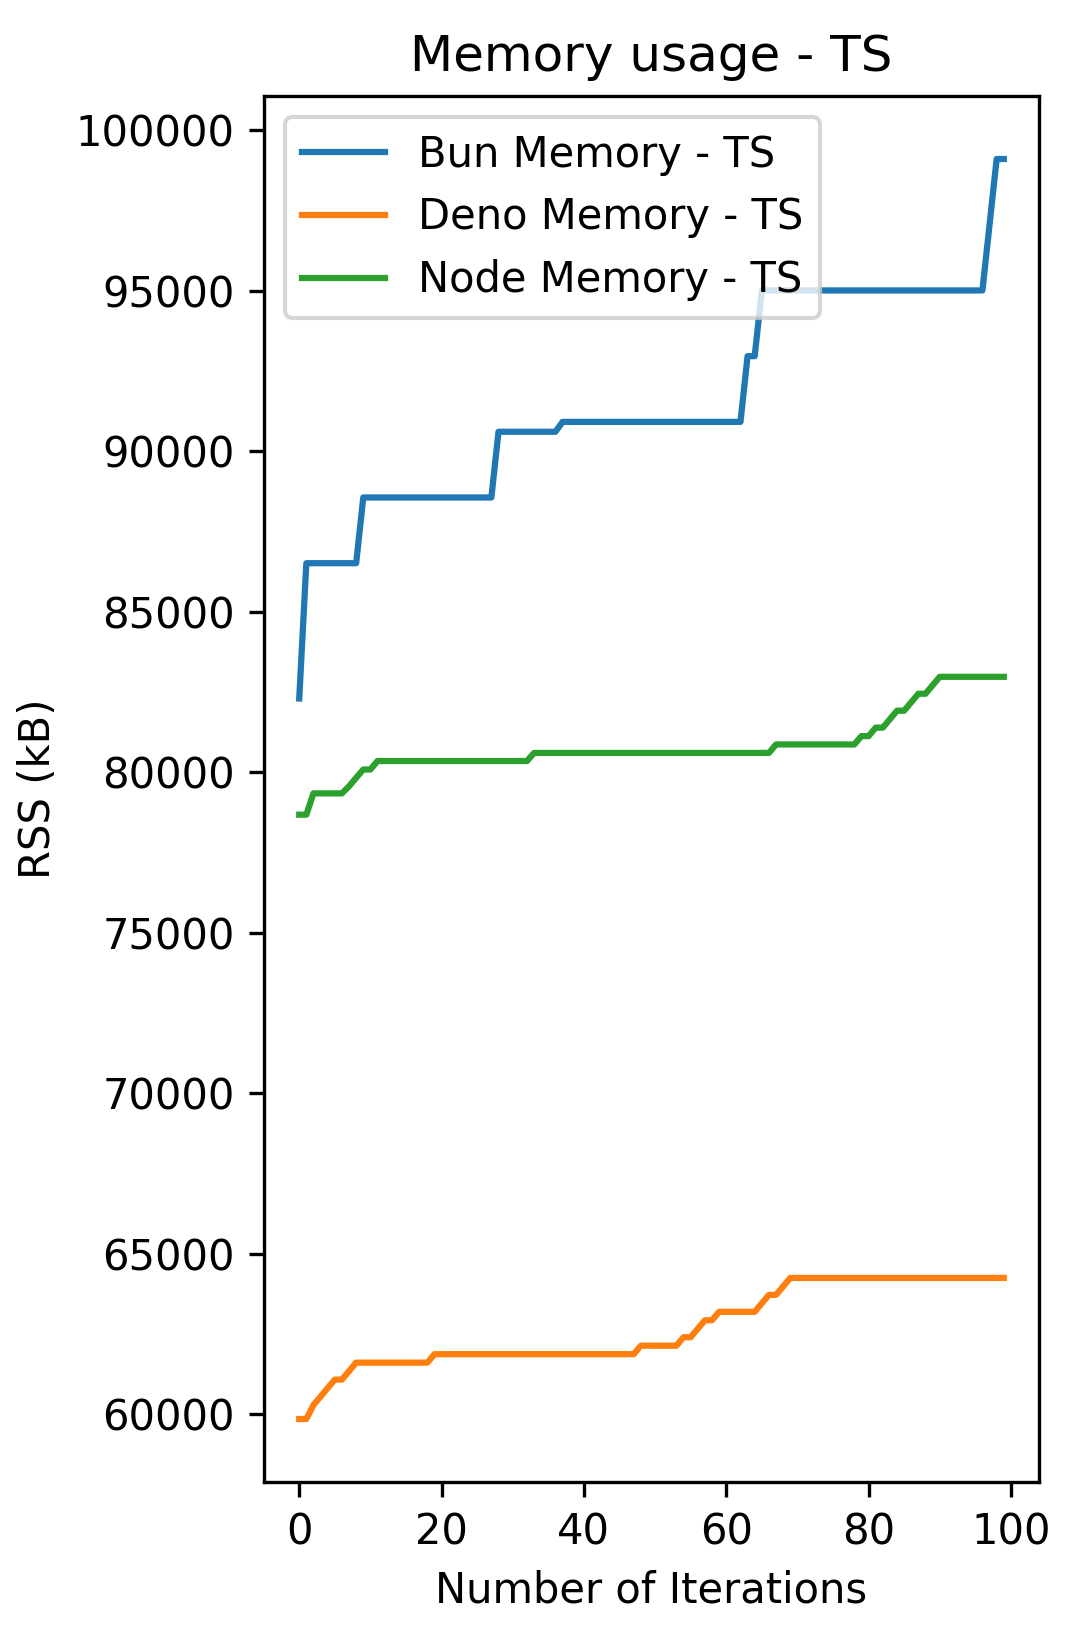 Memory usage - TS
Bun Memory - TS
Deno Memory - TS
Node Memory - TS
100000
95000
90000
85000
80000
75000
70000
65000
60000
RSS (kB)
0 20 40 60 80 100
Number of Iterations